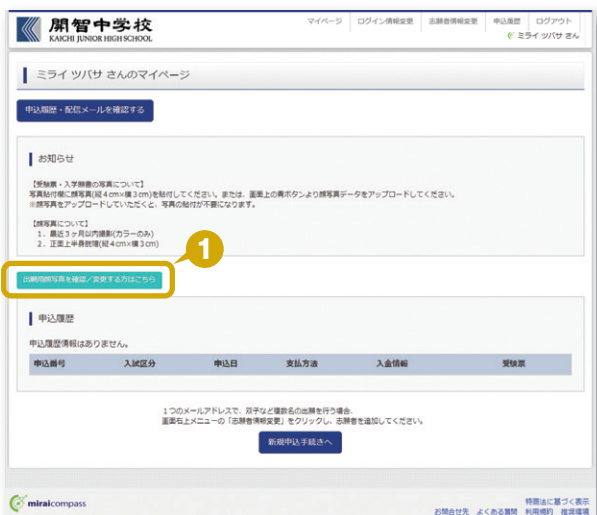 開智中学校
KAICHI JUNIOR HIGH SCHOOL
マイページ ログイン情報変更 志願者情報変更 申込履歴 ログアウト
ミライ ツバサ さん
ミライ ツバサ さんのマイページ
申込履歴・配信メールを確認する
お知らせ
【受験票・入学願書の写真について】
写真貼付欄に顔写真(縦4cm×横3cm)を貼付してください。または、画面上の青ボタンより顔写真データをアップロードしてください。
※顔写真をアップロードしていただくと、写真の貼付が不要になります。
【顔写真について】
1. 最近3ヶ月以内撮影(カラーのみ)
2. 正面上半身脱帽(縦4cm×横3cm)
1
出願用顔写真を確認／変更する方はこちら
申込履歴
申込履歴情報はありません。
申込番号 入試区分 申込日 支払方法 入金情報 受験票
1つのメールアドレスで、双子など複数名の出願を行う場合、
画面右上メニューの「志願者情報変更」をクリックし、志願者を追加してください。
新規申込手続きへ
miraicompass
特商法に基づく表示
お問合せ先 よくある質問 利用規約 推奨環境